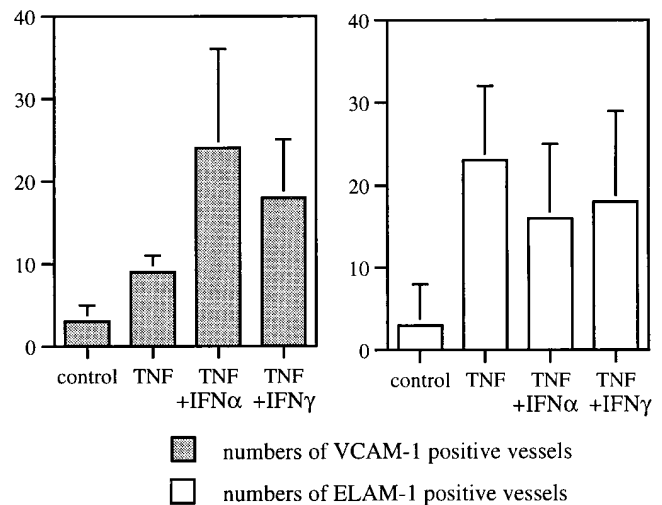 40
30
20
10
0
control TNF TNF TNF
+IFNα +IFNγ
40
30
20
10
0
control TNF TNF TNF
+IFNα +IFNγ
numbers of VCAM-1 positive vessels
numbers of ELAM-1 positive vessels